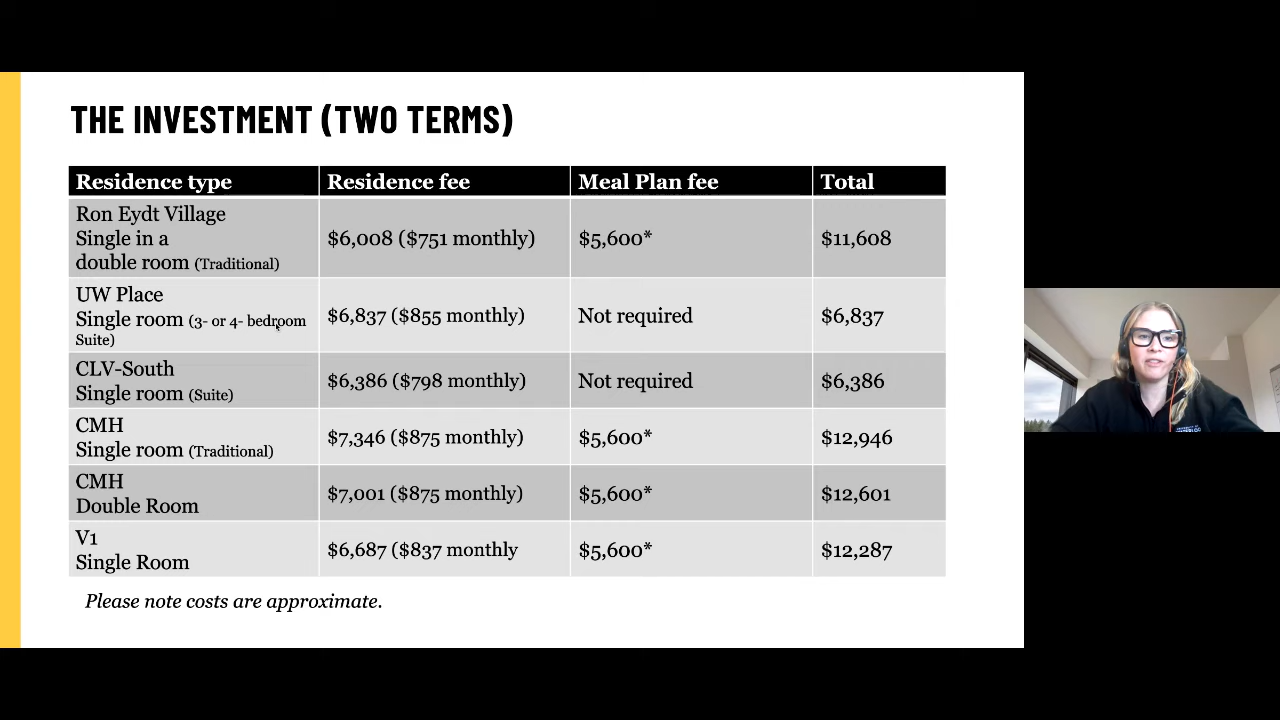 THE INVESTMENT (TWO TERMS)
Residence type Residence fee Meal Plan fee Total
Ron Eydt Village
Single in a
double room (Traditional)
$6,008 ($751 monthly) $5,600* $11,608
UW Place
Single room (3- or 4- bedroom
Suite)
$6,837 ($855 monthly) Not required $6,837
CLV-South
Single room (Suite)
$6,386 ($798 monthly) Not required $6,386
CMH
Single room (Traditional)
$7,346 ($875 monthly) $5,600* $12,946
CMH
Double Room
$7,001 ($875 monthly) $5,600* $12,601
V1
Single Room
$6,687 ($837 monthly $5,600* $12,287
Please note costs are approximate.